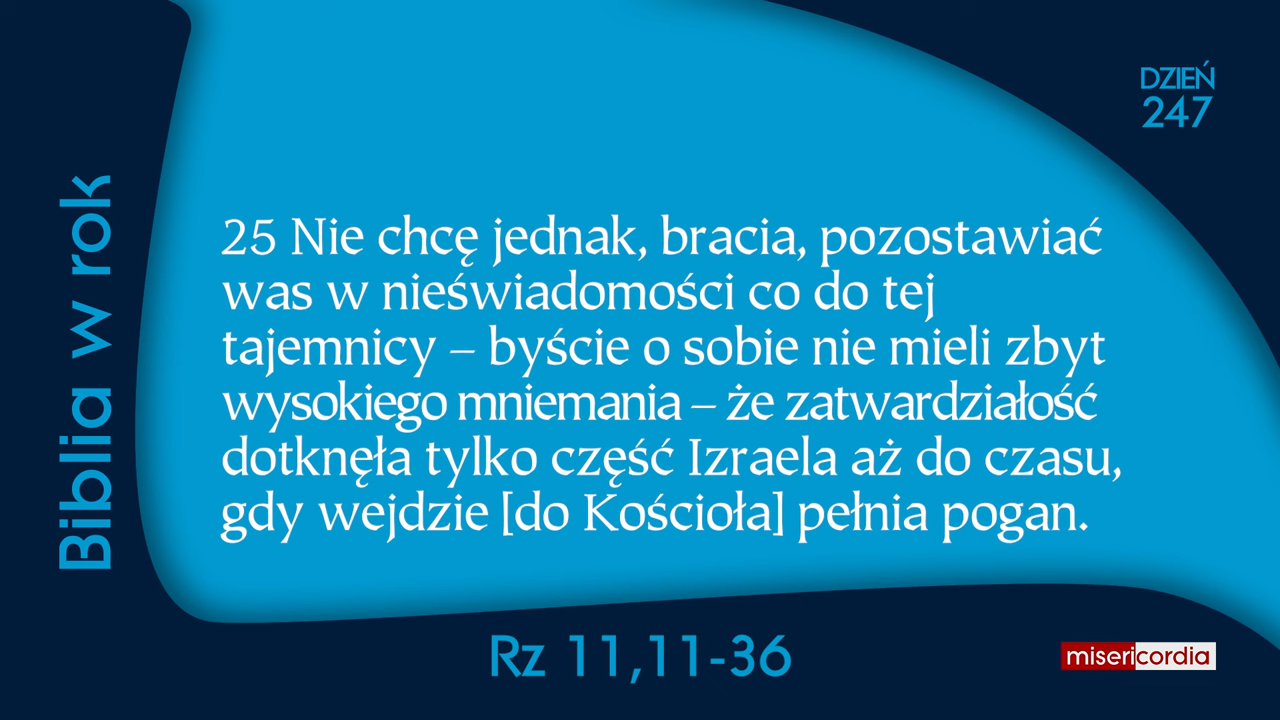 DZIEŃ
247
Biblia w rok
25 Nie chcę jednak, bracia, pozostawiać
was w nieświadomości co do tej
tajemnicy – byście o sobie nie mieli zbyt
wysokiego mniemania – że zatwardziałość
dotknęła tylko część Izraela aż do czasu,
gdy wejdzie [do Kościoła] pełnia pogan.
Rz 11,11-36
misericordia